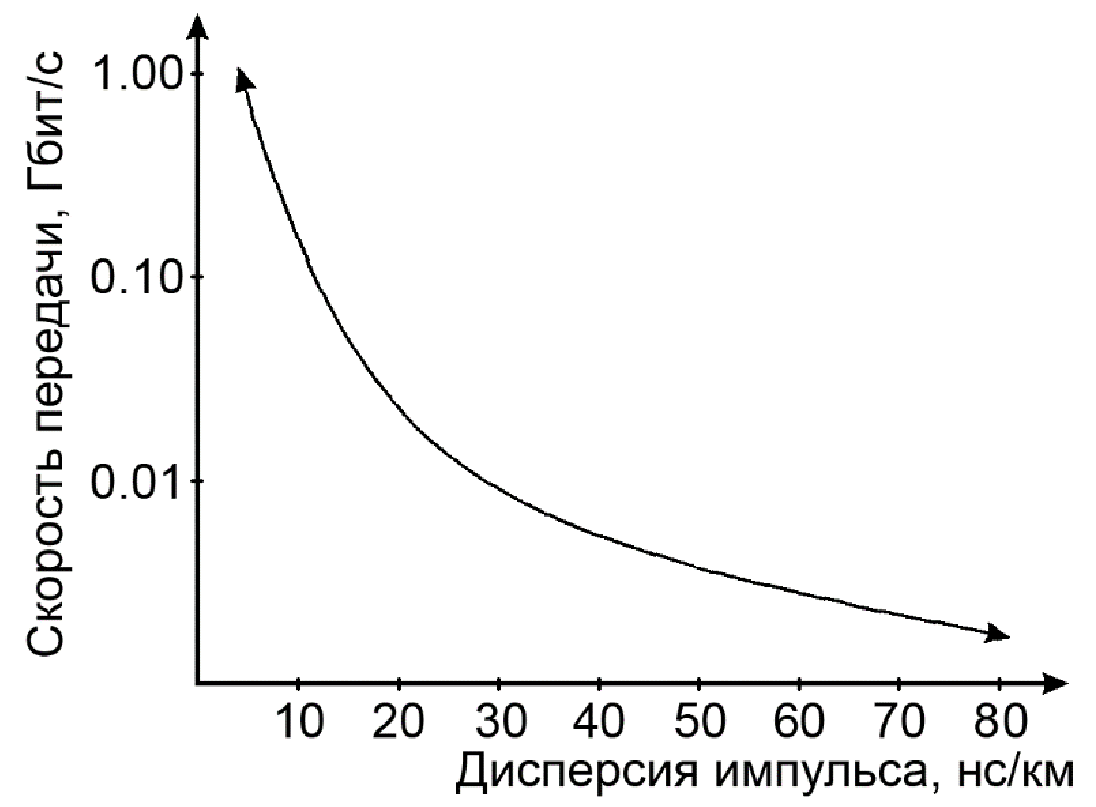 Скорость передачи, Гбит/с
1.00
0.10
0.01
10 20 30 40 50 60 70 80
Дисперсия импульса, нс/км